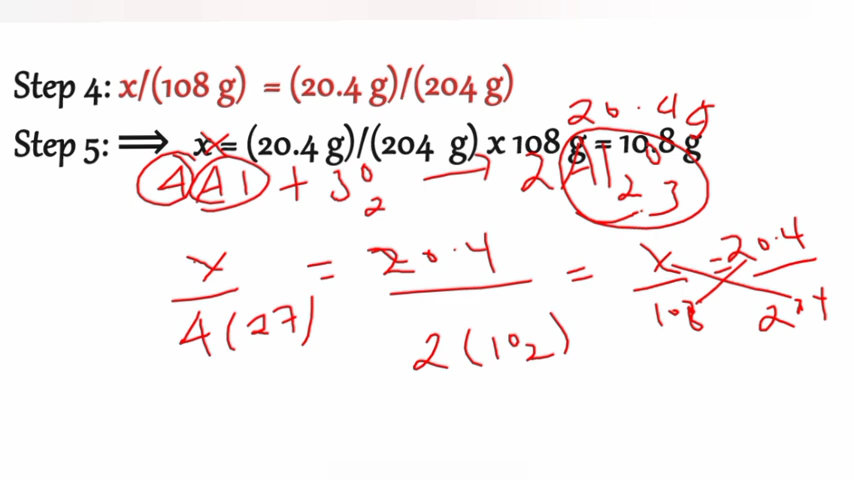 Step 4: x/(108 g) = (20.4 g)/(204 g)
20.4g
Step 5: ⟹ x = (20.4 g)/(204 g) x 108 g = 10.8 g
4Al + 3O2 → 2Al2O3
x/4(27) = 20.4/2(102) = x/108 = 20.4/204